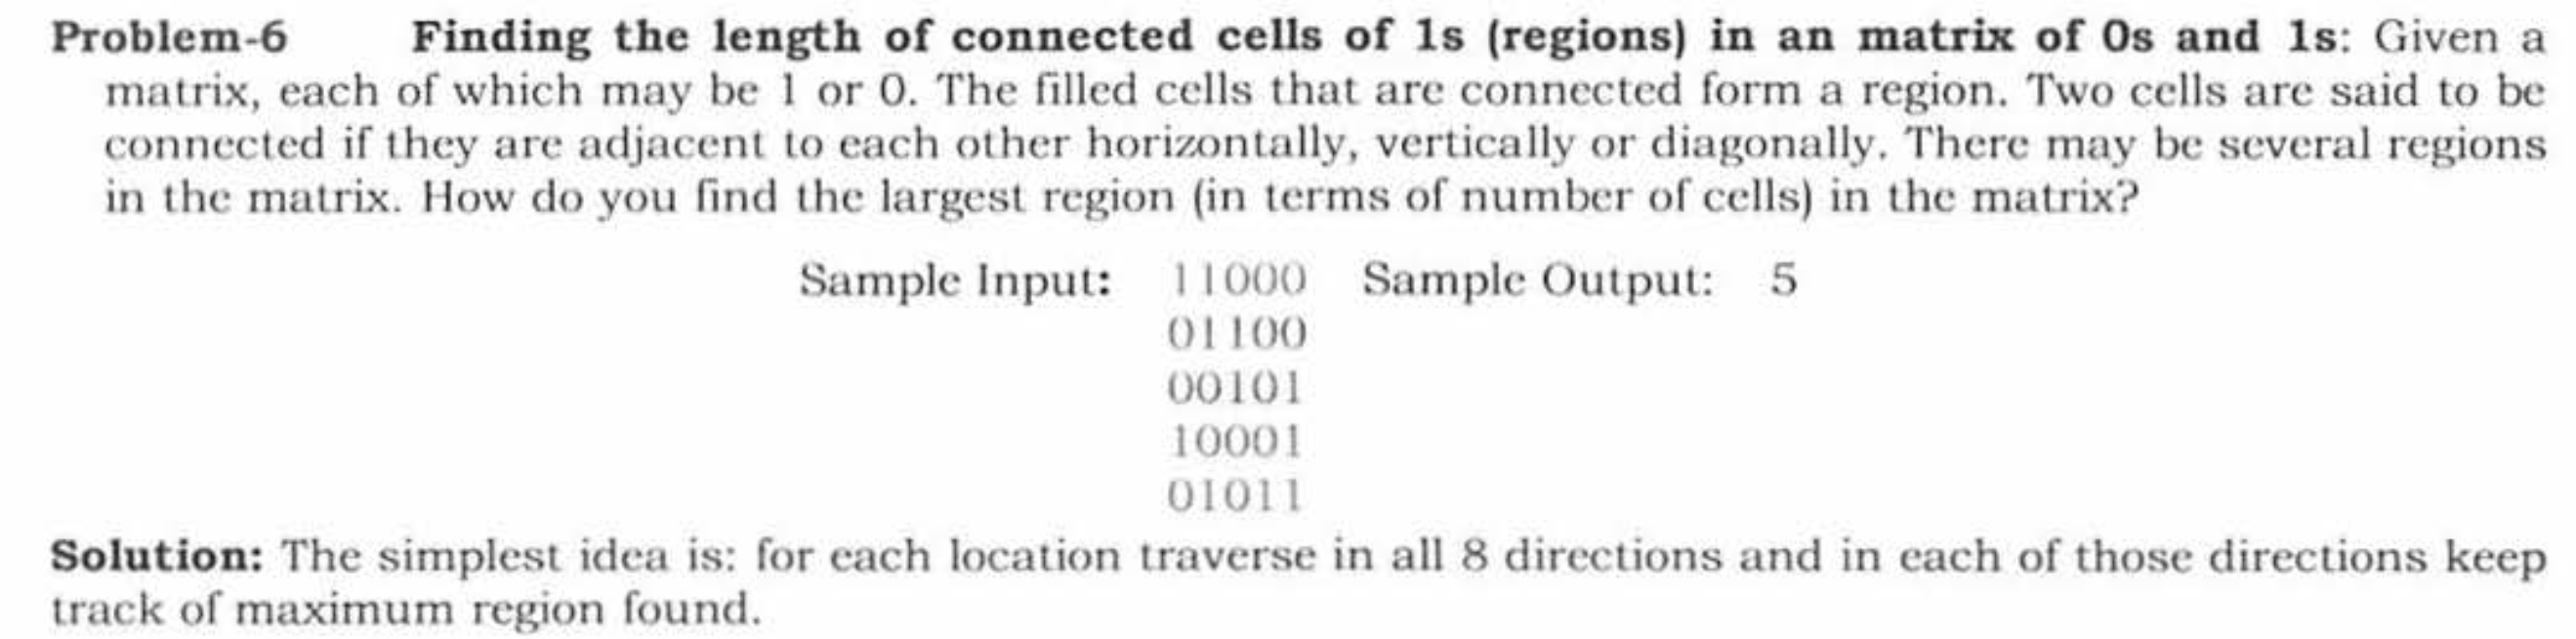 Problem-6 Finding the length of connected cells of 1s (regions) in an matrix of 0s and 1s: Given a
matrix, each of which may be 1 or 0. The filled cells that are connected form a region. Two cells are said to be
connected if they are adjacent to each other horizontally, vertically or diagonally. There may be several regions
in the matrix. How do you find the largest region (in terms of number of cells) in the matrix?
Sample Input: 11000 Sample Output: 5
01100
00101
10001
01011
Solution: The simplest idea is: for each location traverse in all 8 directions and in each of those directions keep
track of maximum region found.